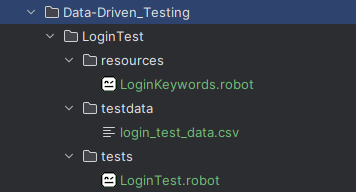 Data-Driven_Testing
LoginTest
resources
LoginKeywords.robot
testdata
login_test_data.csv
tests
LoginTest.robot